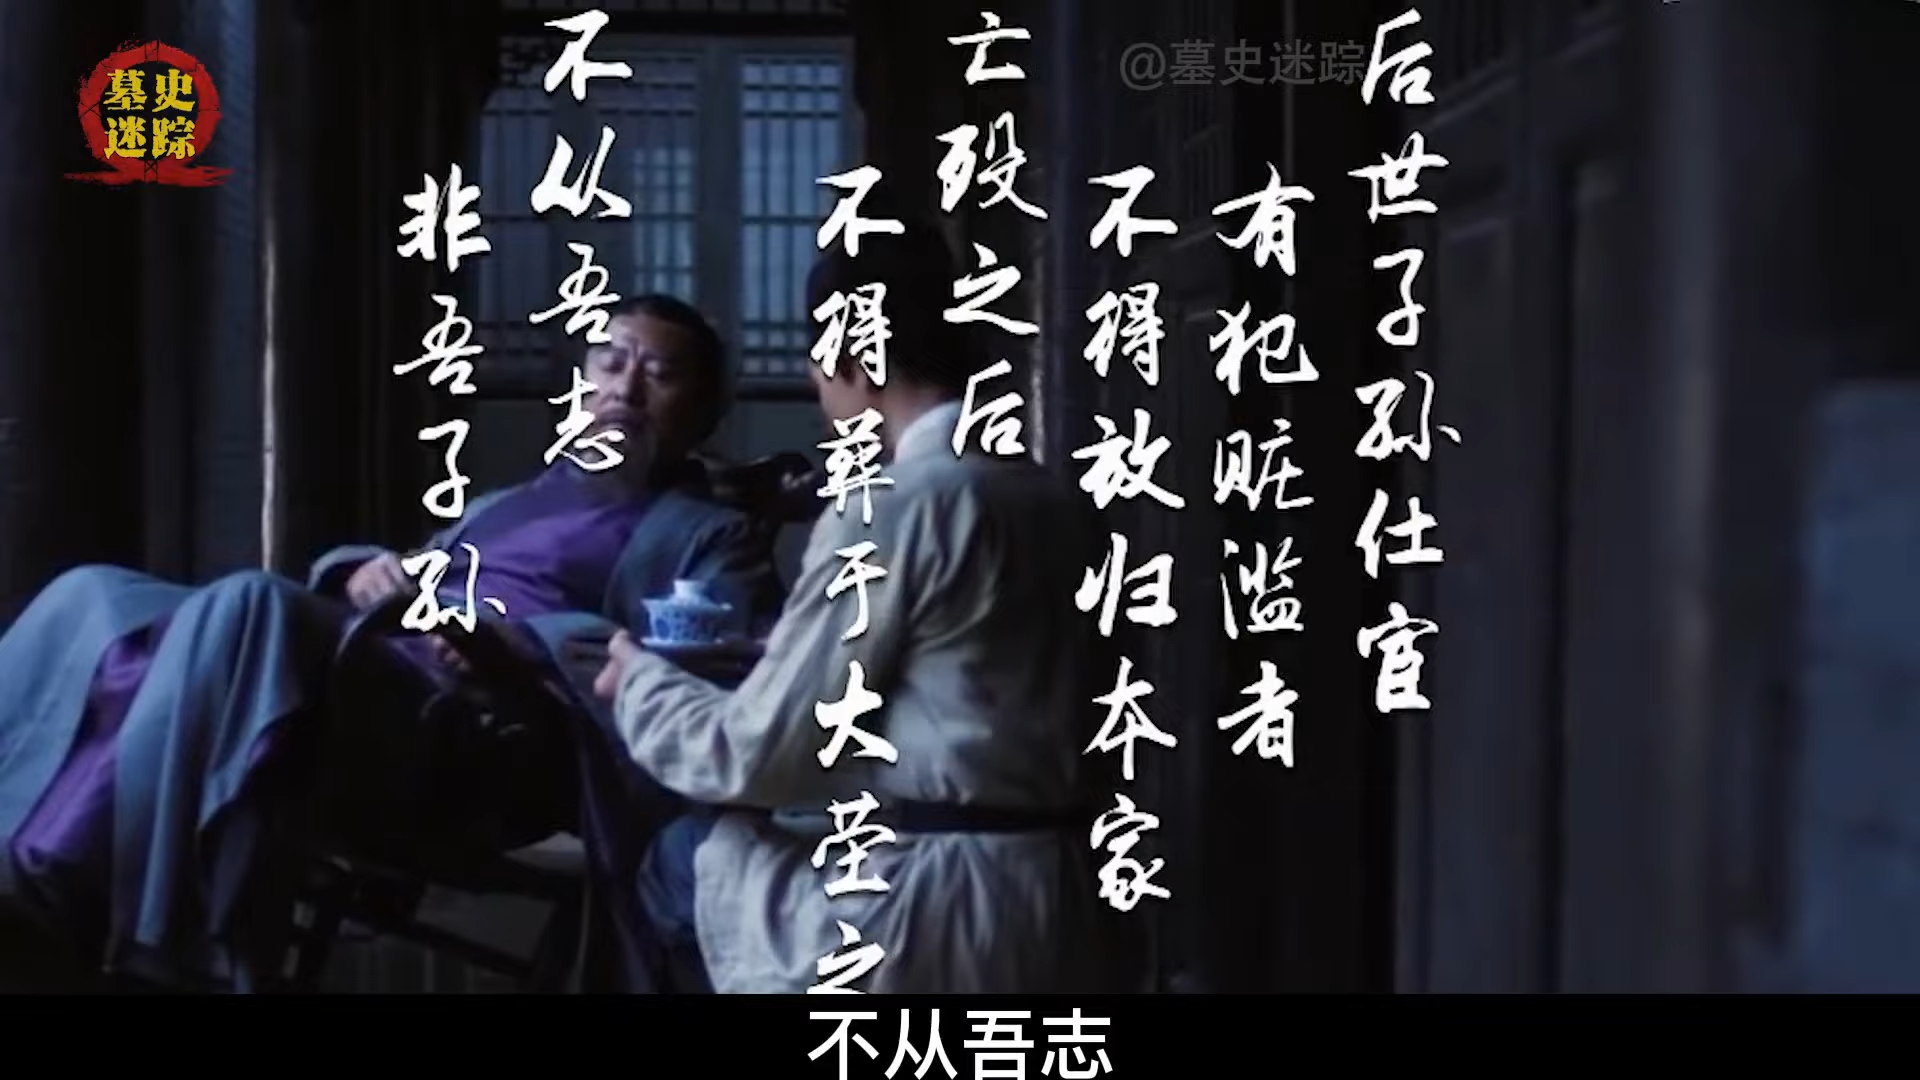 墓史
迷踪
@墓史迷踪
后世子孙仕宦
有犯赃滥者
不得放归本家
亡殁之后
不得葬于大茔之
不从吾志
非吾子孙
不从吾志